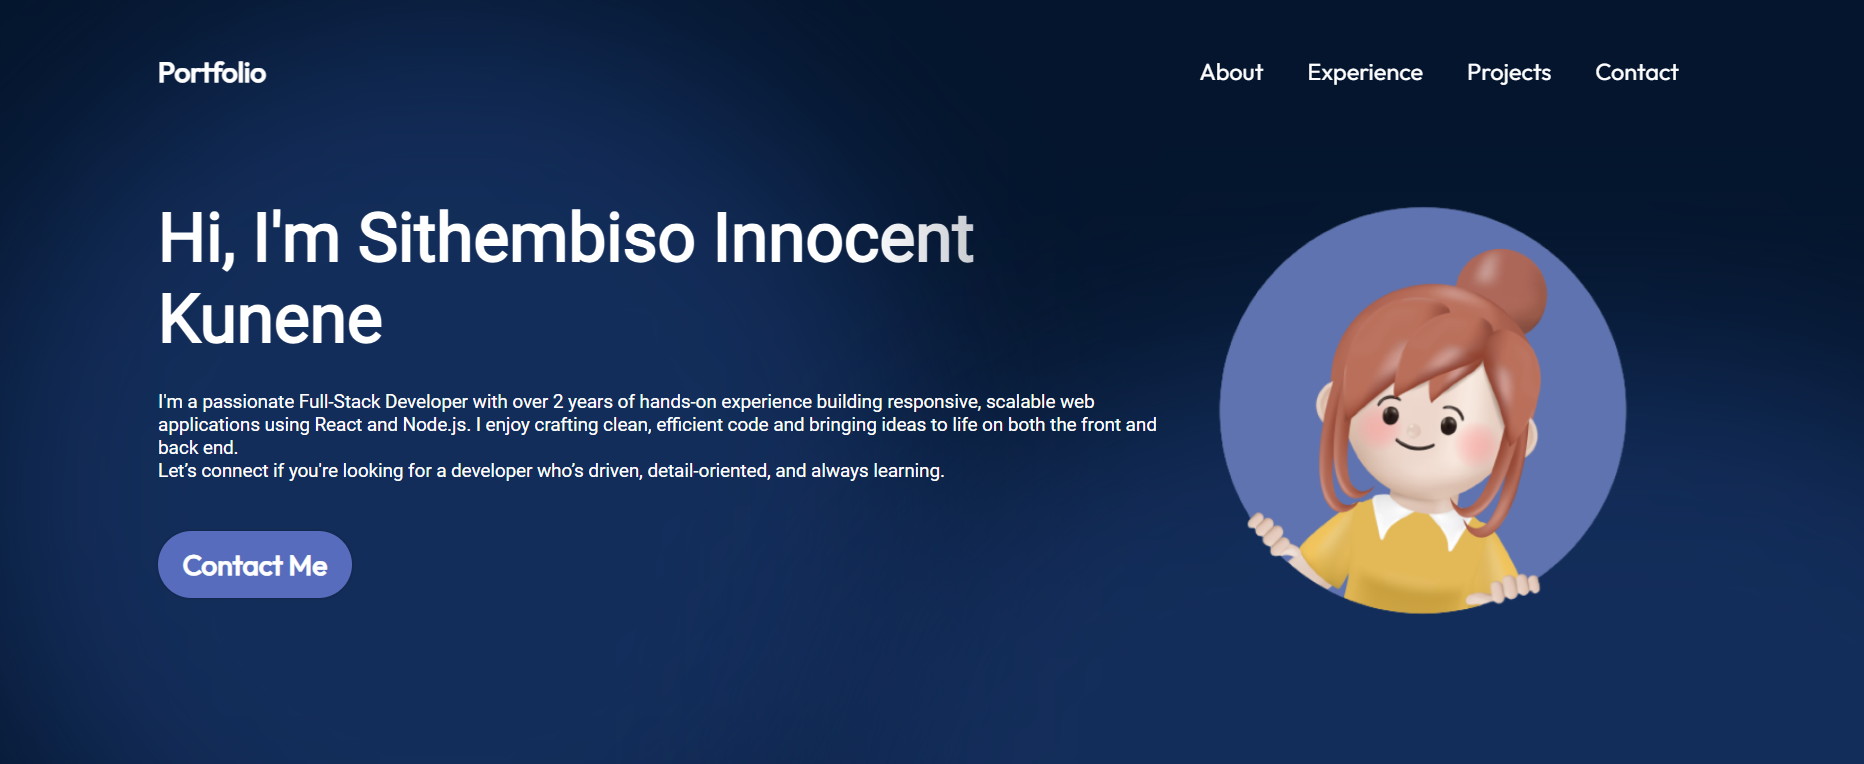 Portfolio
About Experience Projects Contact
Hi, I'm Sithembiso Innocent
Kunene
I'm a passionate Full-Stack Developer with over 2 years of hands-on experience building responsive, scalable web
applications using React and Node.js. I enjoy crafting clean, efficient code and bringing ideas to life on both the front and
back end.
Let’s connect if you're looking for a developer who’s driven, detail-oriented, and always learning.
Contact Me